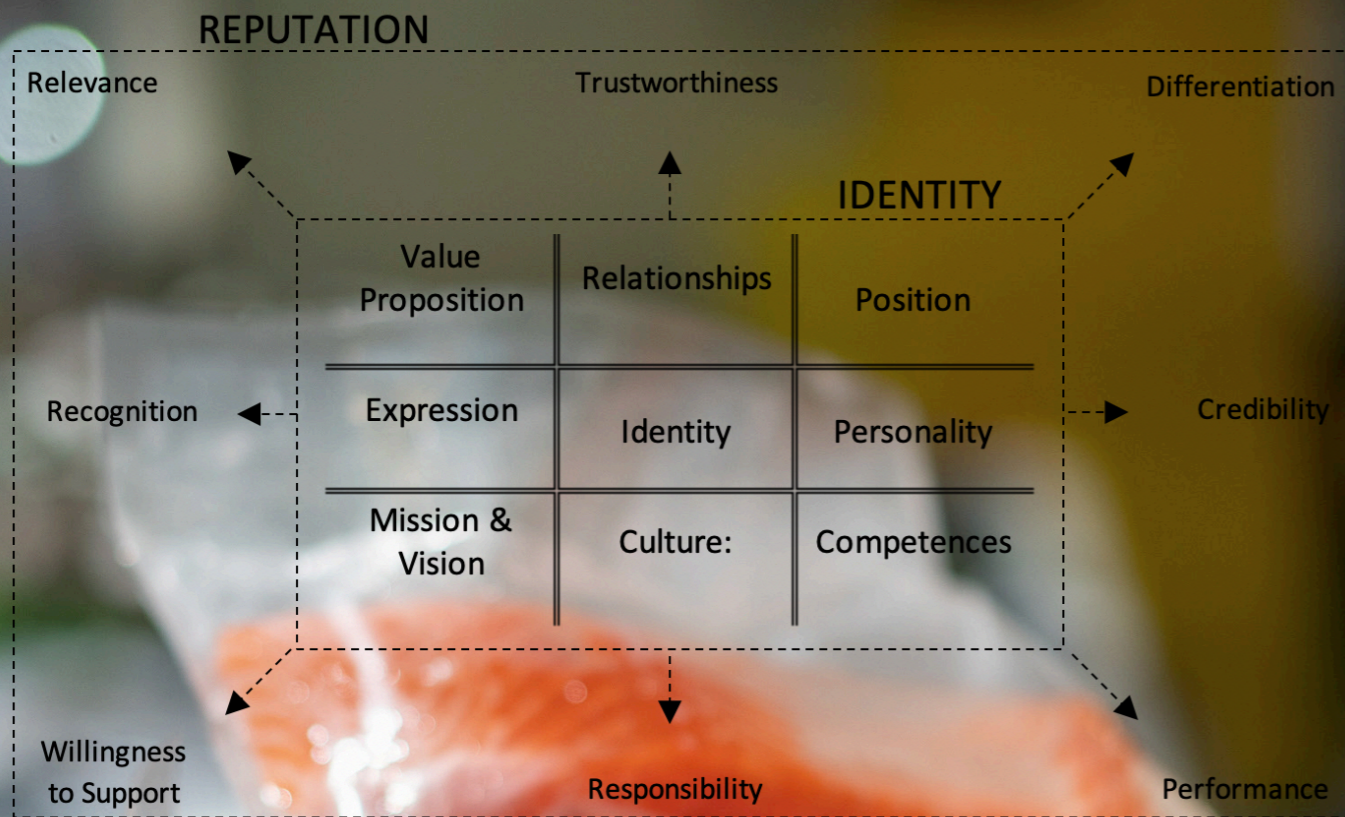 REPUTATION
Relevance
Trustworthiness
Differentiation
IDENTITY
Value
Proposition
Relationships
Position
Recognition
Expression
Identity
Personality
Credibility
Mission &
Vision
Culture:
Competences
Willingness
to Support
Responsibility
Performance